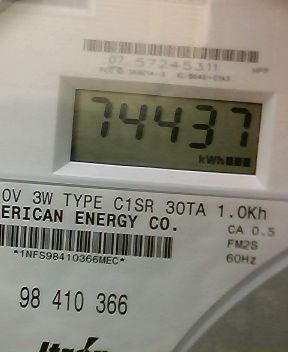 07 57245311
74437
kWh
0V 3W TYPE C1SR 30TA 1.0Kh
ERICAN ENERGY CO.
CA 0.5
FM2S
60Hz
*1NFS98410366MEC*
98 410 366
Itron